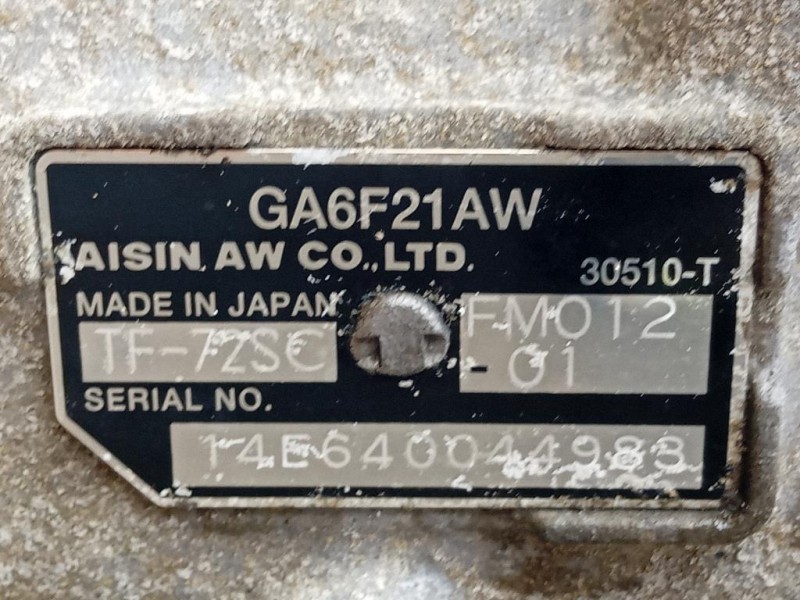 GA6F21AW
AISIN AW CO.,LTD.
30510-T
MADE IN JAPAN
FM012
TF-72SC
-01
SERIAL NO.
14E640044983